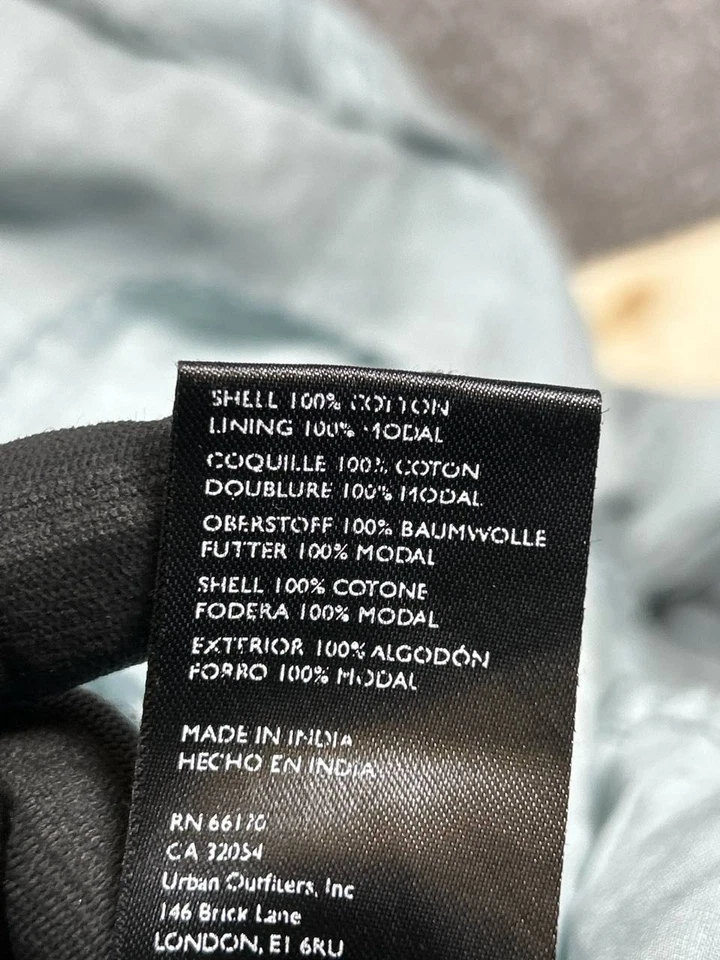 SHELL 100% COTTON
LINING 100% MODAL
COQUILLE 100% COTON
DOUBLURE 100% MODAL
OBERSTOFF 100% BAUMWOLLE
FUTTER 100% MODAL
SHELL 100% COTONE
FODERA 100% MODAL
EXTERIOR 100% ALGODÓN
FORRO 100% MODAL
MADE IN INDIA
HECHO EN INDIA
RN 66170
CA 32054
Urban Outfitters, Inc
146 Brick Lane
LONDON, E1 6RU